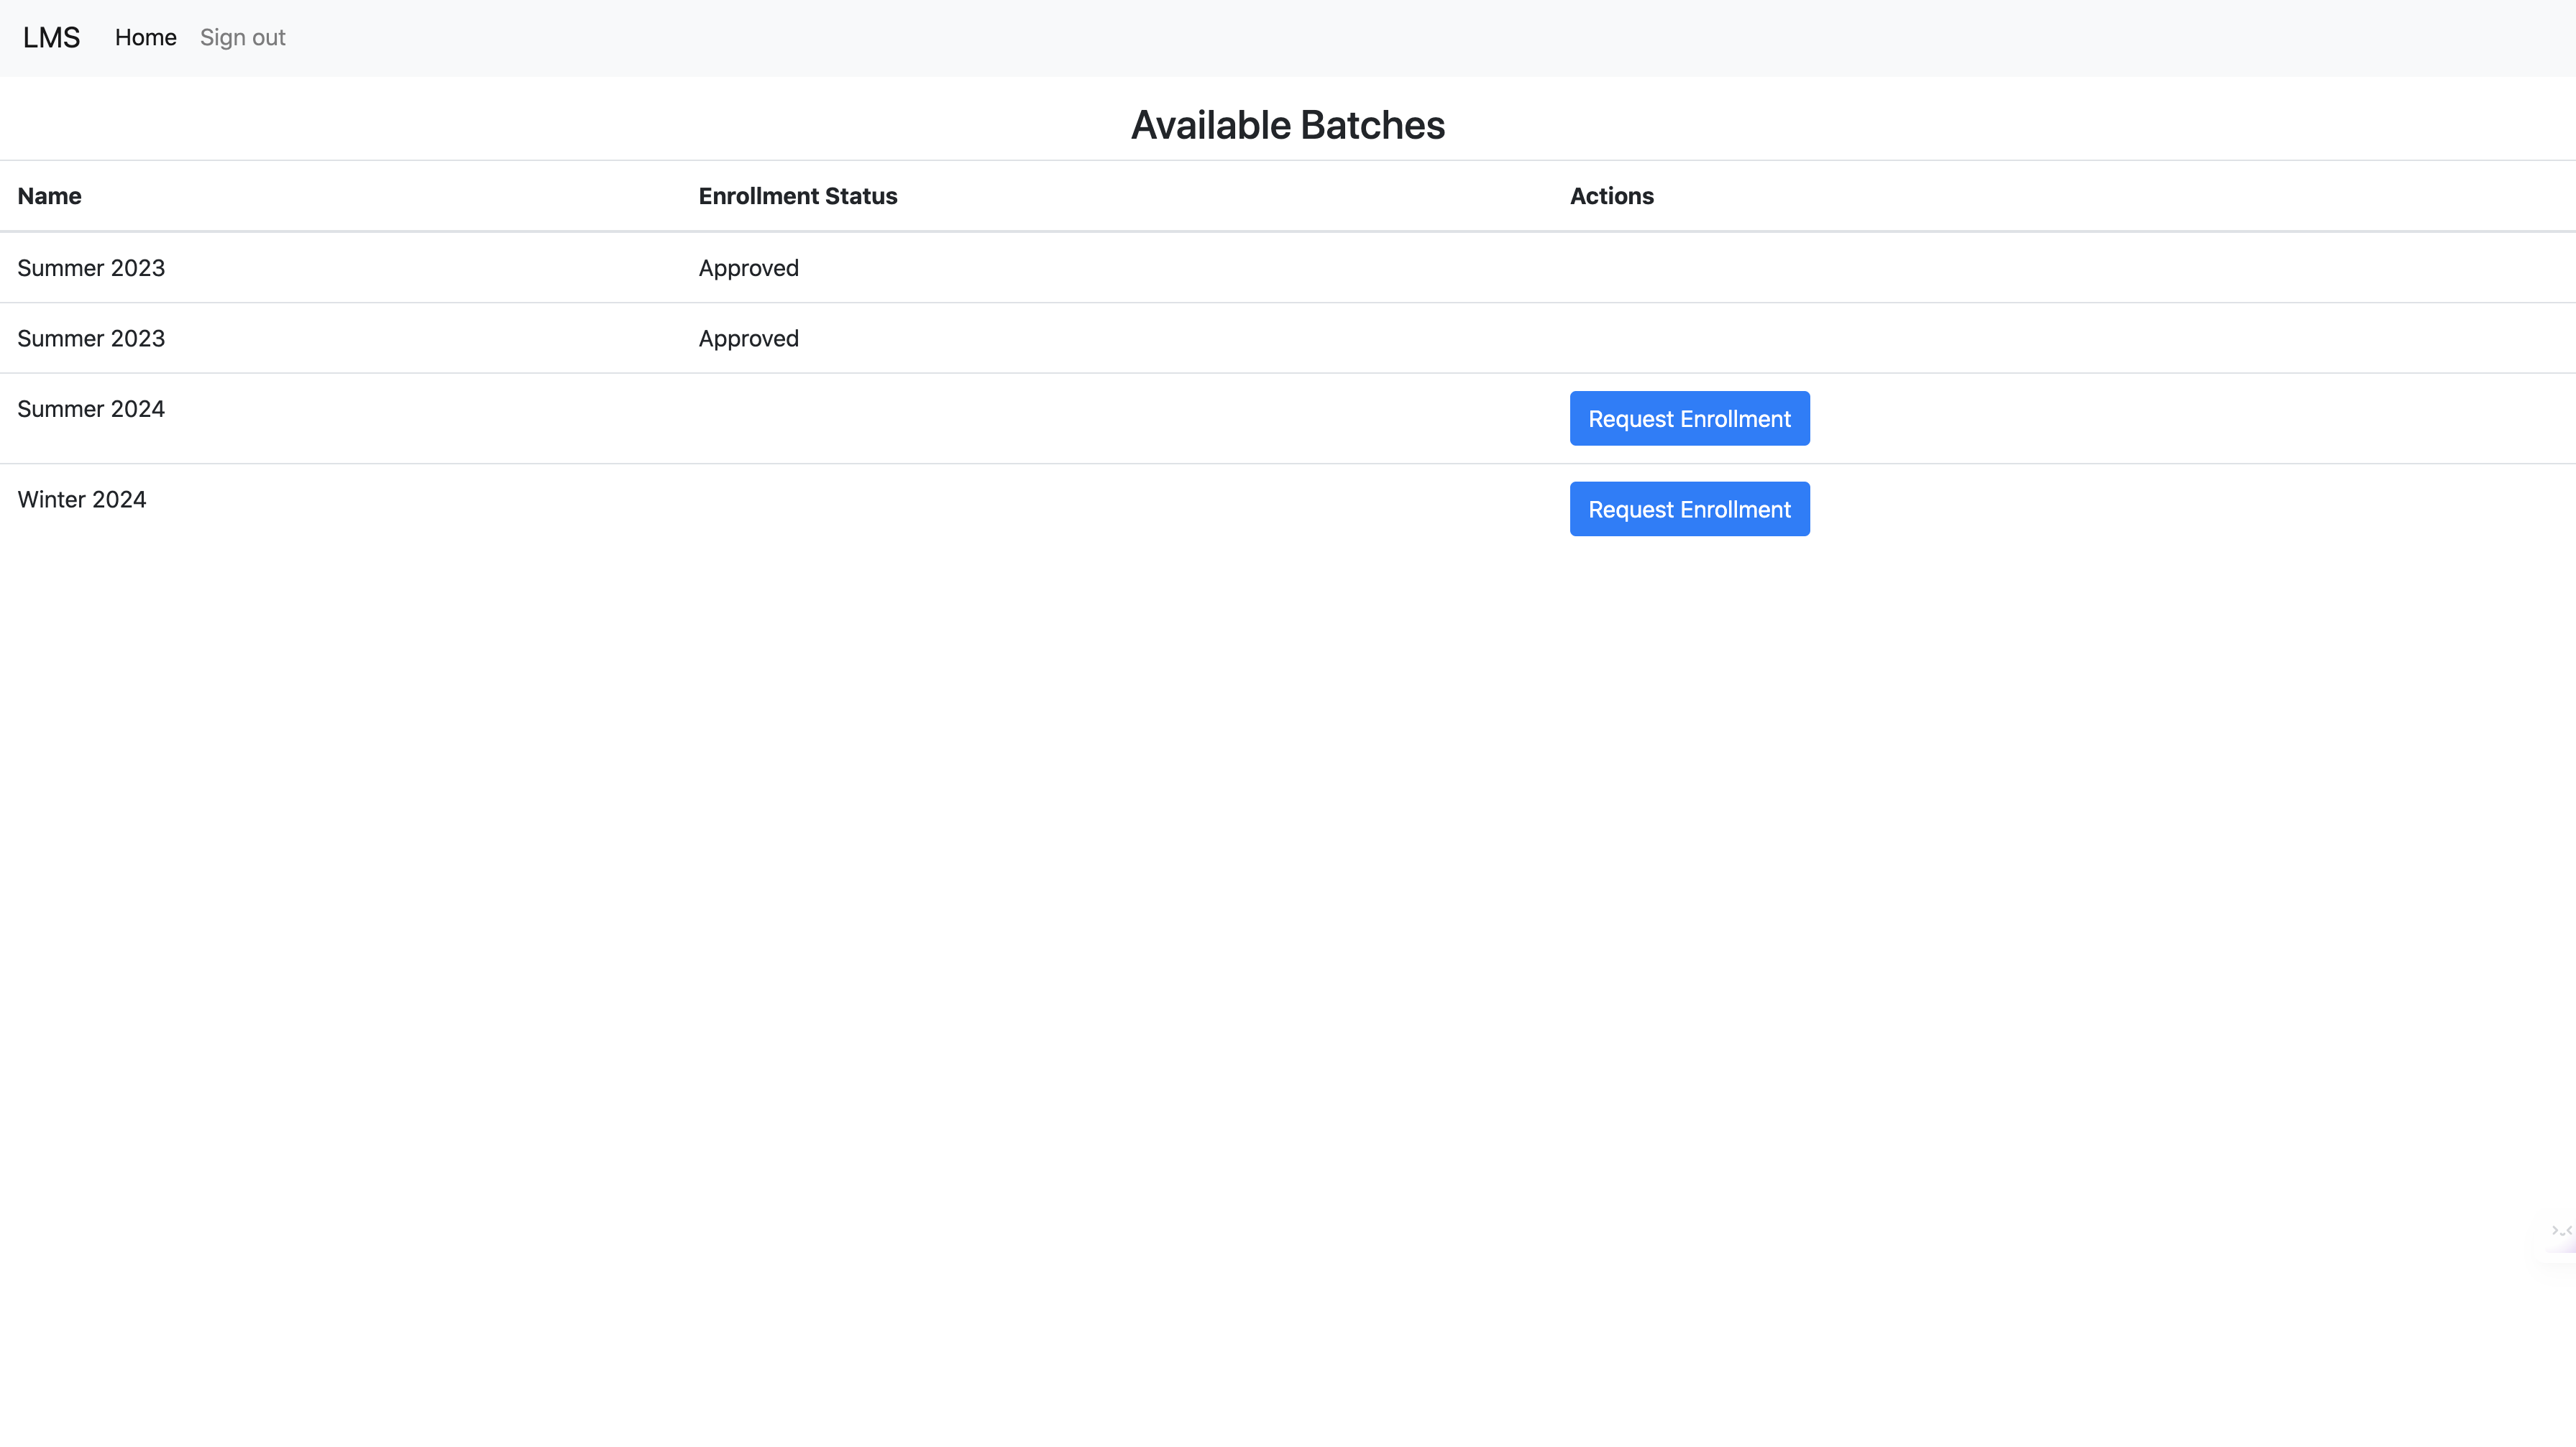 LMS Home Sign out
Available Batches
Name Enrollment Status Actions
Summer 2023 Approved
Summer 2023 Approved
Summer 2024 Request Enrollment
Winter 2024 Request Enrollment